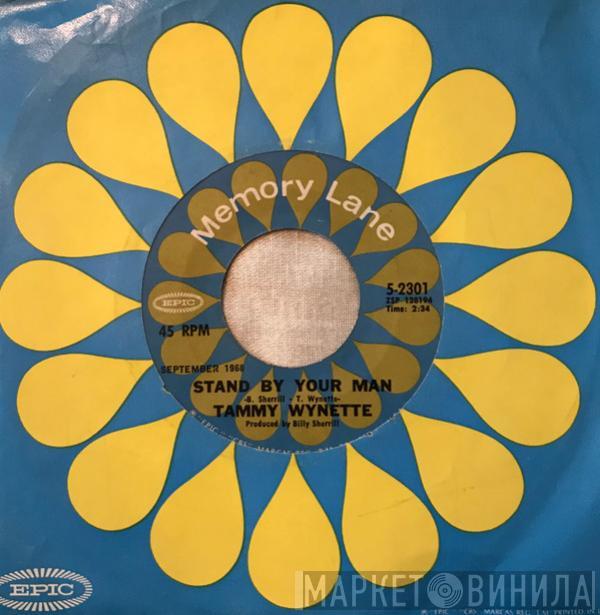 Memory Lane
EPIC
5-2301
ZSP 138196
Time: 2:34
45 RPM
SEPTEMBER 1968
STAND BY YOUR MAN
-B. Sherrill - T. Wynette-
TAMMY WYNETTE
Produced by Billy Sherrill
EPIC
МАРКЕТ ВИНИЛА